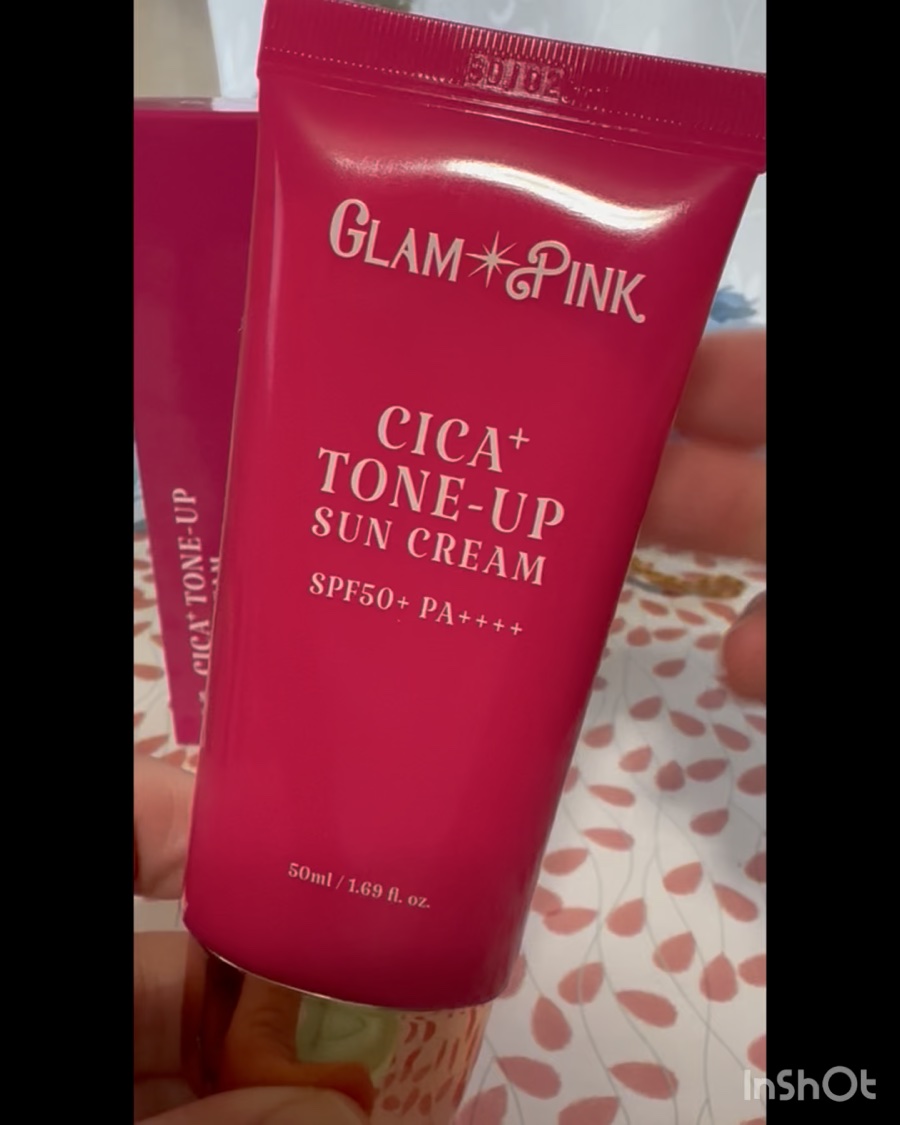 GLAM PINK
CICA+
TONE-UP
SUN CREAM
SPF50+ PA++++
50ml / 1.69 fl. oz.
CICA+ TONE-UP
InShOt